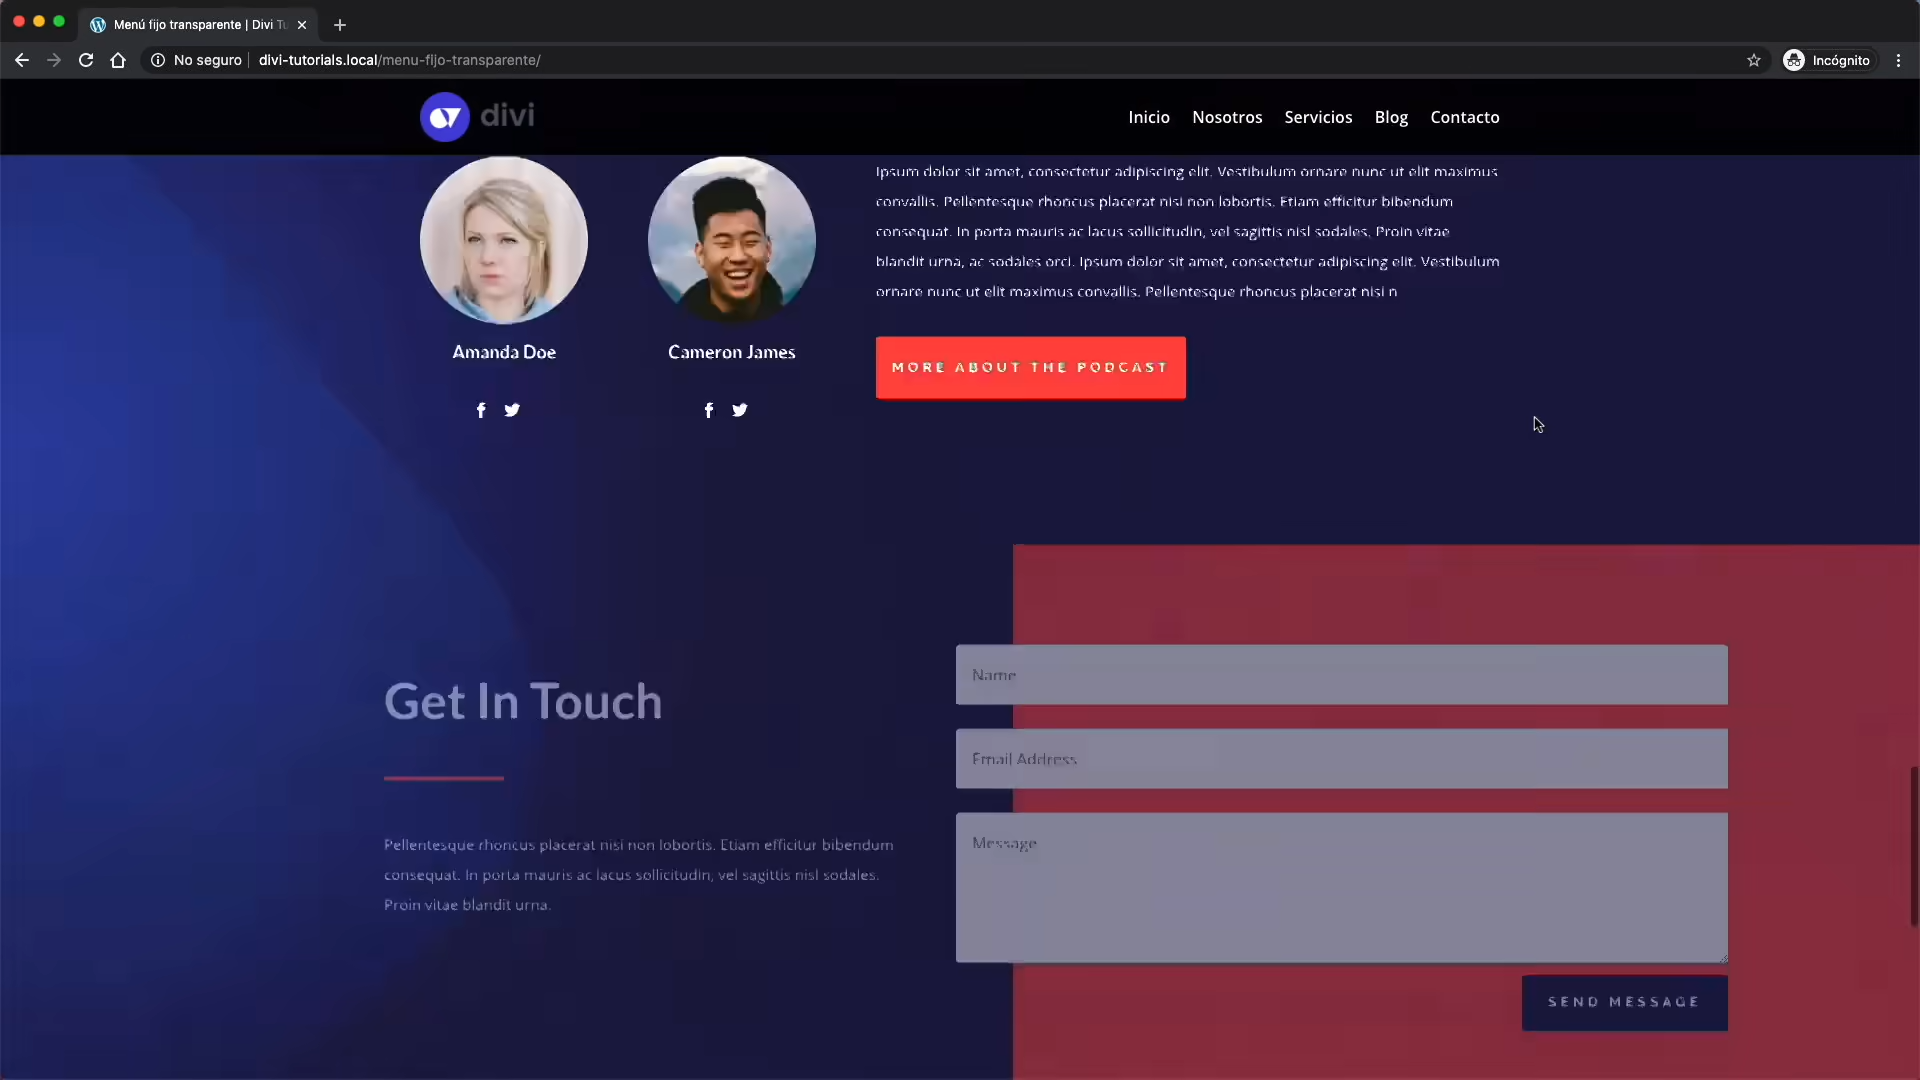 Menú fijo transparente | Divi Tu
No seguro
divi-tutorials.local/menu-fijo-transparente/
Incógnito
divi
Inicio
Nosotros
Servicios
Blog
Contacto
Amanda Doe
Cameron James
Ipsum dolor sit amet, consectetur adipiscing elit. Vestibulum ornare nunc ut elit maximus
convallis. Pellentesque rhoncus placerat nisi non lobortis. Etiam efficitur bibendum
consequat. In porta mauris ac lacus sollicitudin, vel sagittis nisl sodales. Proin vitae
blandit urna, ac sodales orci. Ipsum dolor sit amet, consectetur adipiscing elit. Vestibulum
ornare nunc ut elit maximus convallis. Pellentesque rhoncus placerat nisi n
MORE ABOUT THE PODCAST
Get In Touch
Pellentesque rhoncus placerat nisi non lobortis. Etiam efficitur bibendum
consequat. In porta mauris ac lacus sollicitudin, vel sagittis nisl sodales.
Proin vitae blandit urna.
Name
Email Address
Message
SEND MESSAGE